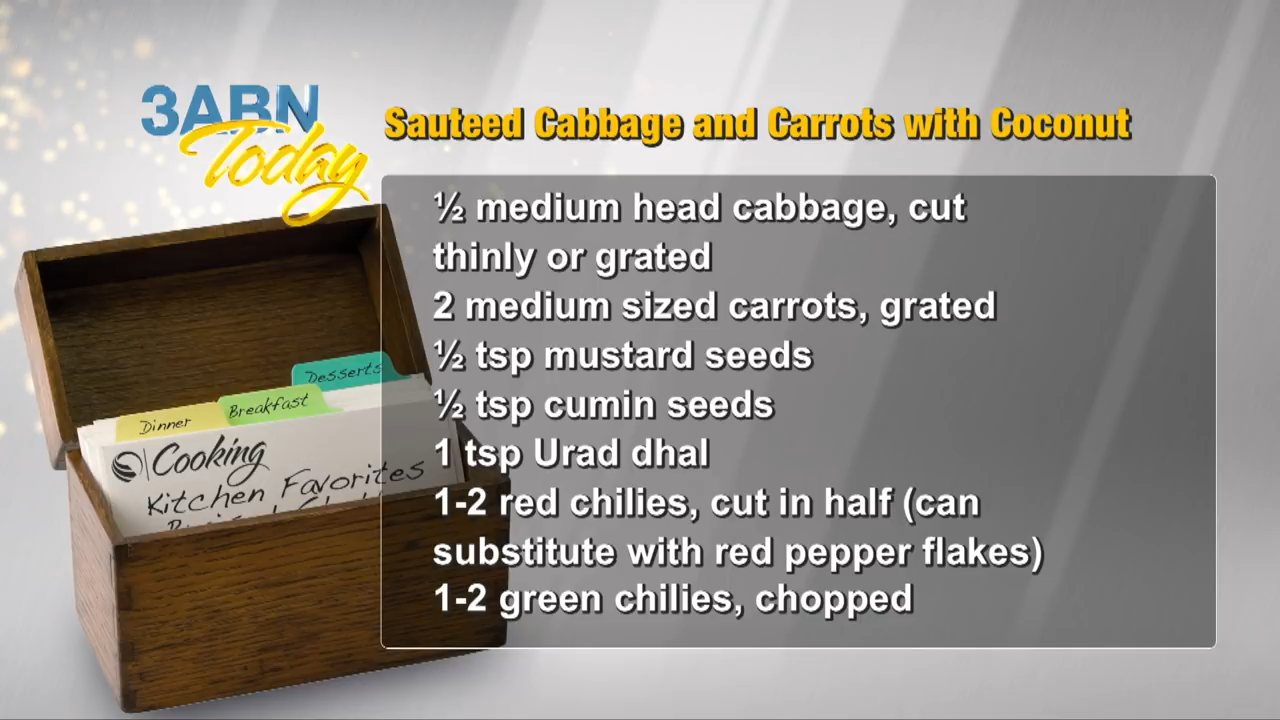 3ABN
Today
Sauteed Cabbage and Carrots with Coconut
½ medium head cabbage, cut
thinly or grated
2 medium sized carrots, grated
½ tsp mustard seeds
½ tsp cumin seeds
1 tsp Urad dhal
1-2 red chilies, cut in half (can
substitute with red pepper flakes)
1-2 green chilies, chopped
Desserts
Breakfast
Dinner
Cooking
Kitchen Favorites